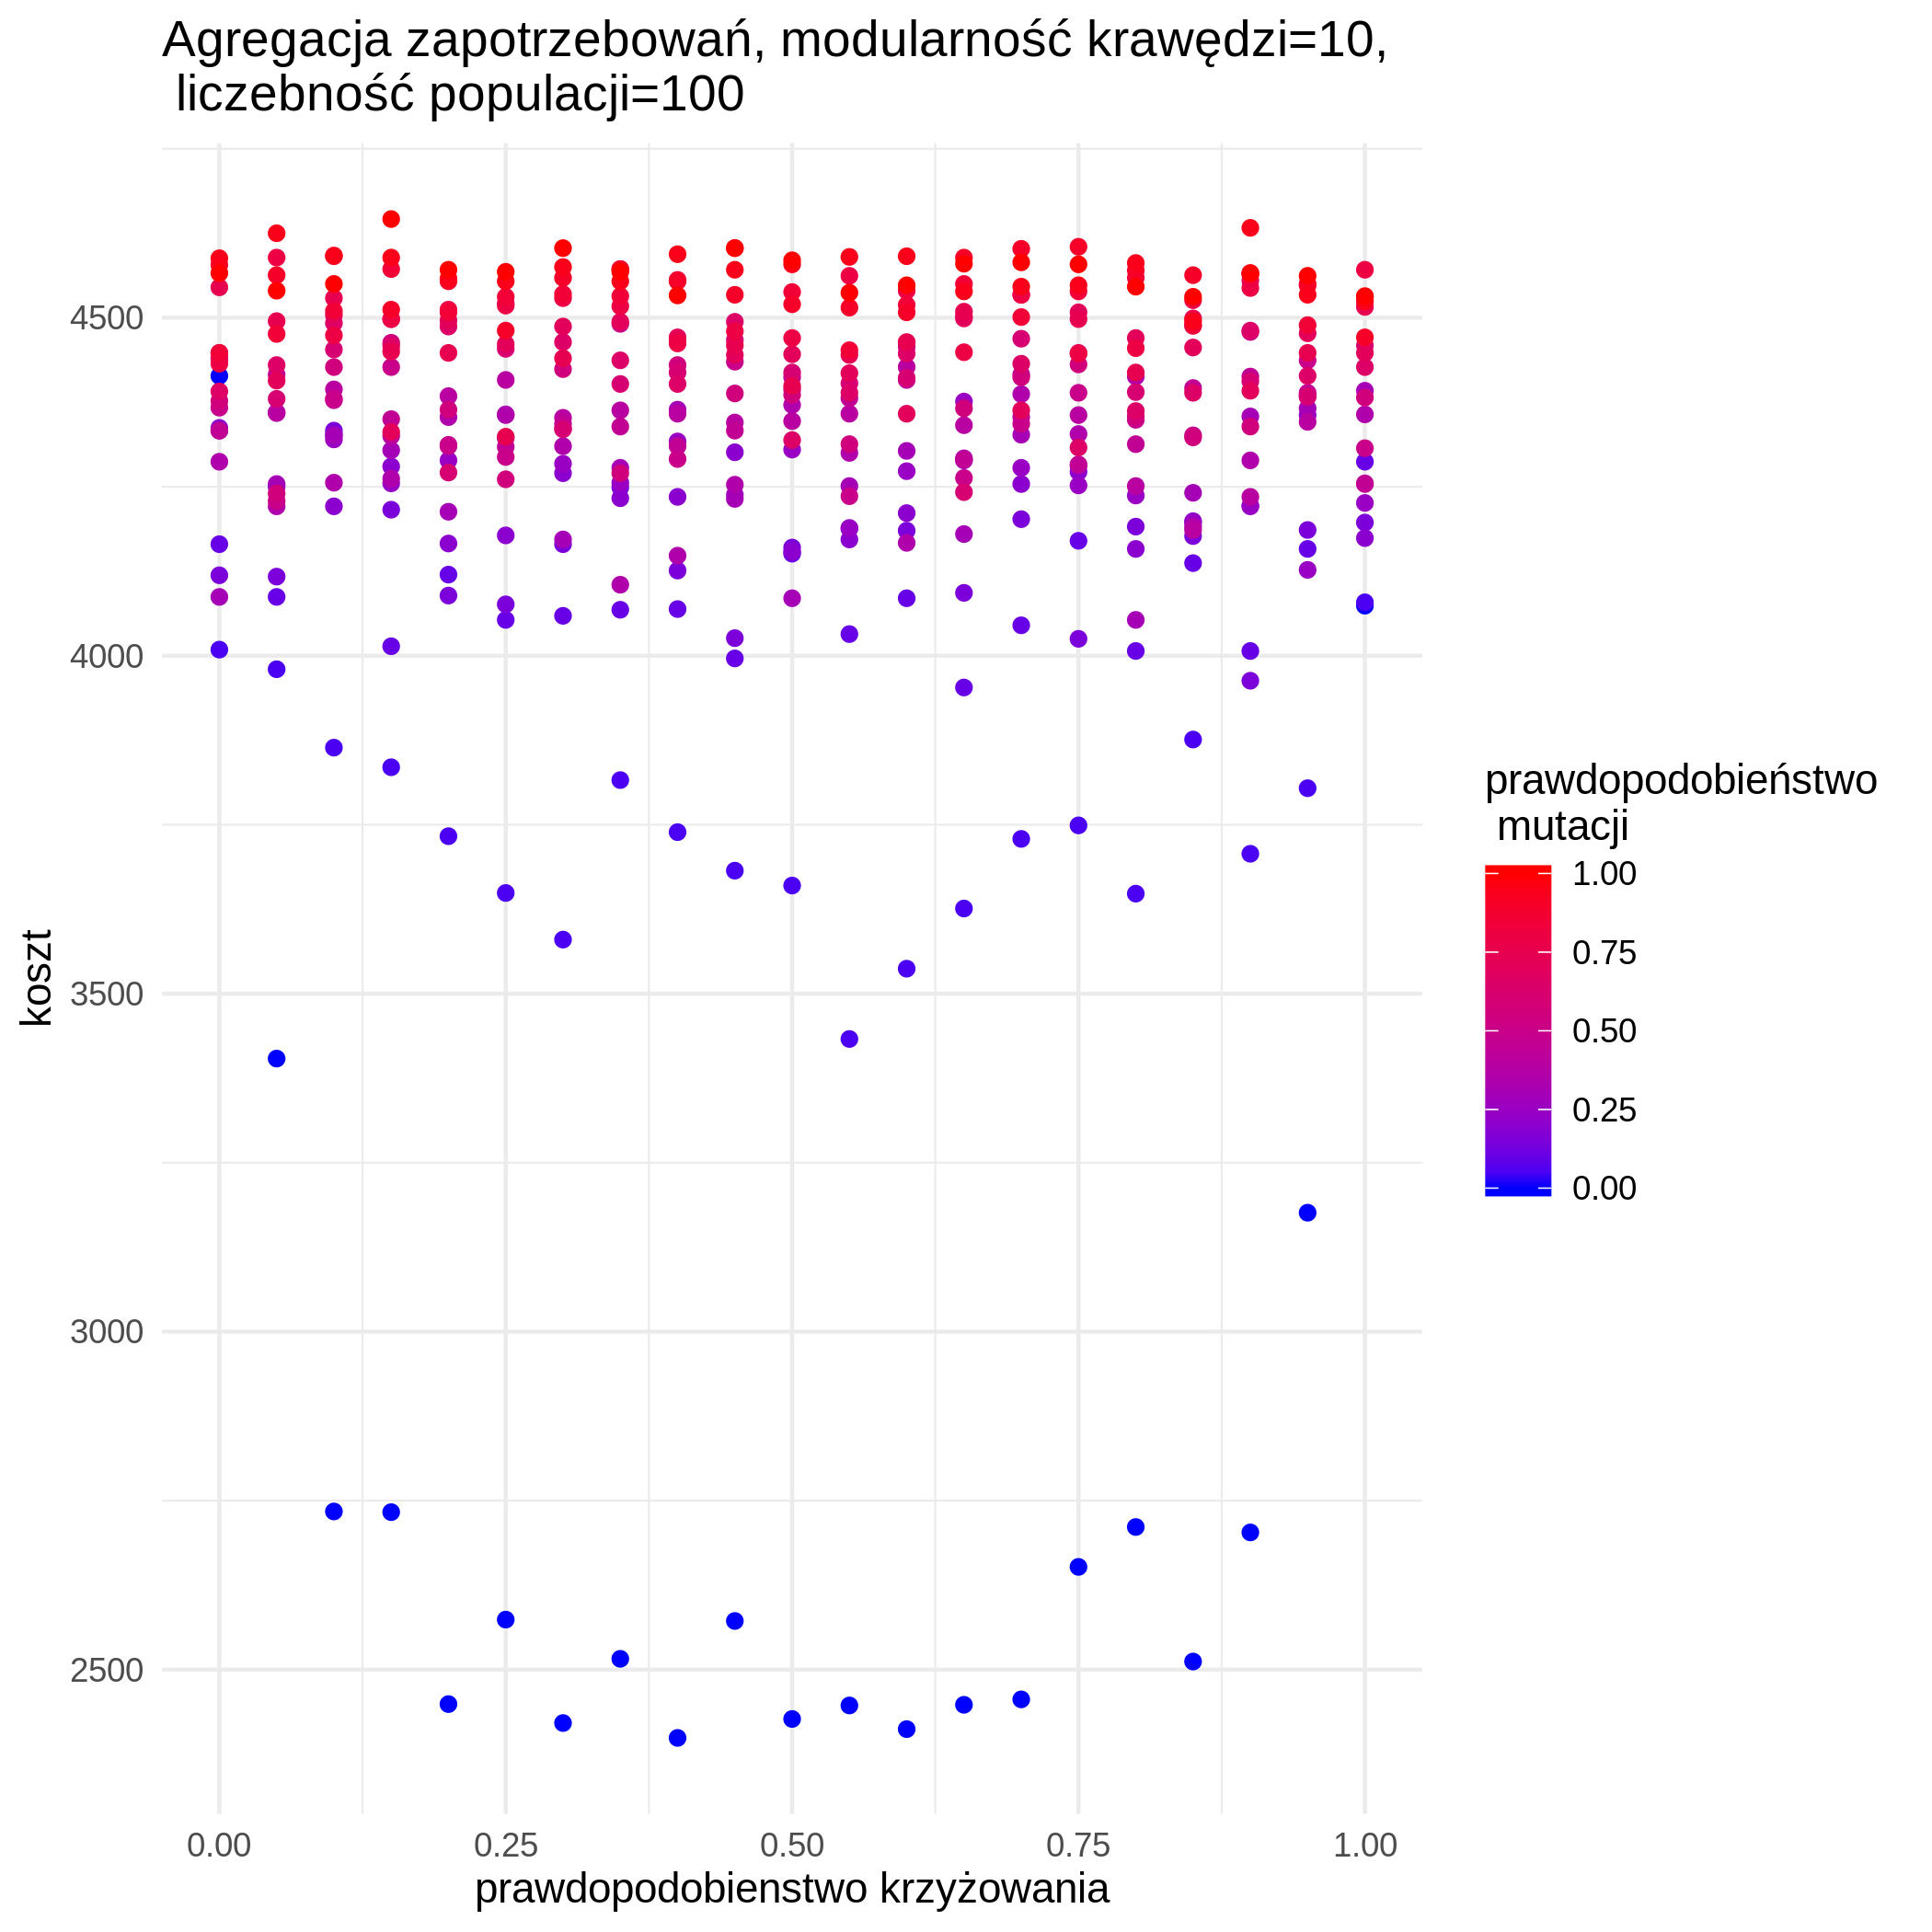 Agregacja zapotrzebowań, modularność krawędzi=10,
liczebność populacji=100
4500
4000
3500
3000
2500
koszt
0.00 0.25 0.50 0.75 1.00
prawdopodobienstwo krzyżowania
prawdopodobieństwo
mutacji
1.00
0.75
0.50
0.25
0.00